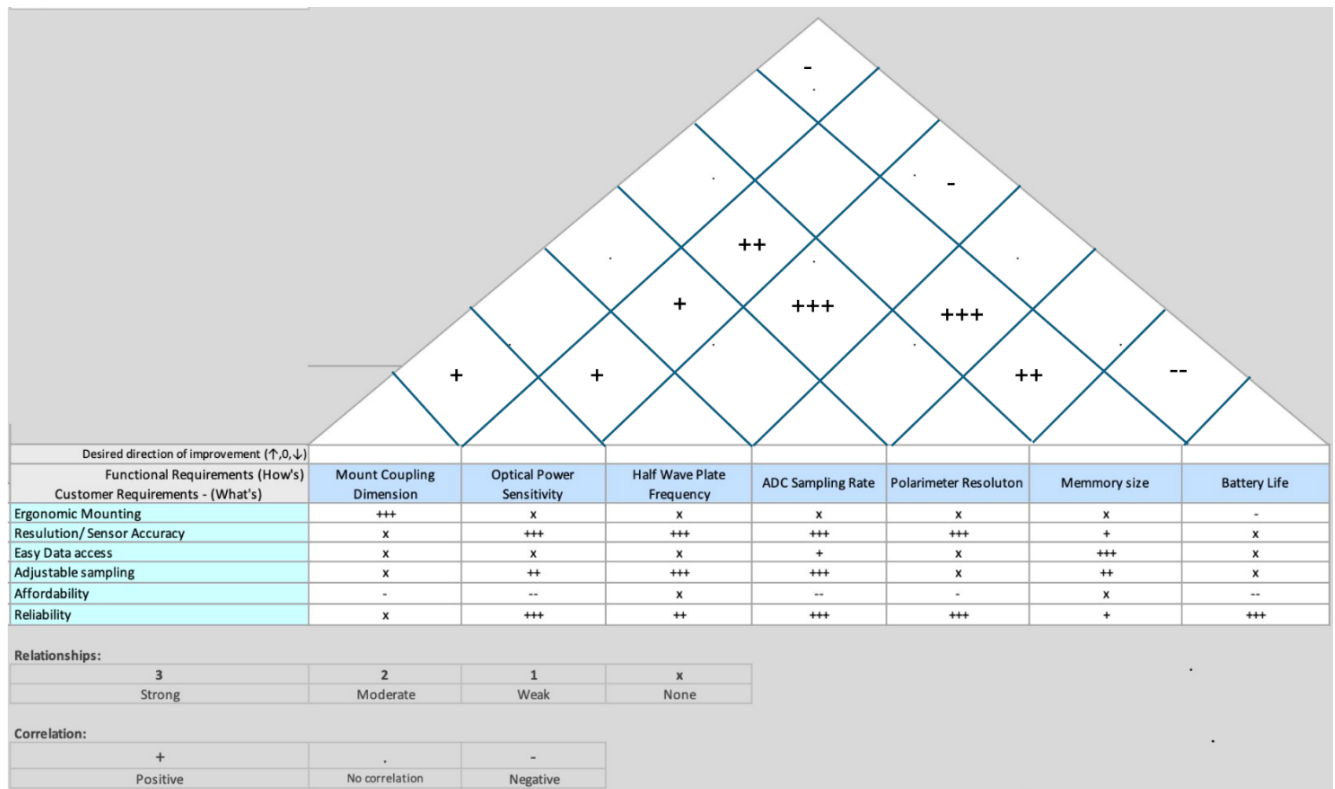 -
-
++
+ +++ +++
+ + ++ --
Desired direction of improvement (↑,0,↓)
Functional Requirements (How's)
Customer Requirements - (What's)
Mount Coupling Dimension
Optical Power Sensitivity
Half Wave Plate Frequency
ADC Sampling Rate
Polarimeter Resoluton
Memmory size
Battery Life
Ergonomic Mounting +++ x x x x x -
Resulution/ Sensor Accuracy x +++ +++ +++ +++ + x
Easy Data access x x x + x +++ x
Adjustable sampling x ++ +++ +++ x ++ x
Affordability - -- x -- - x --
Reliability x +++ ++ +++ +++ + +++
Relationships:
3 2 1 x
Strong Moderate Weak None
Correlation:
+ . -
Positive No correlation Negative